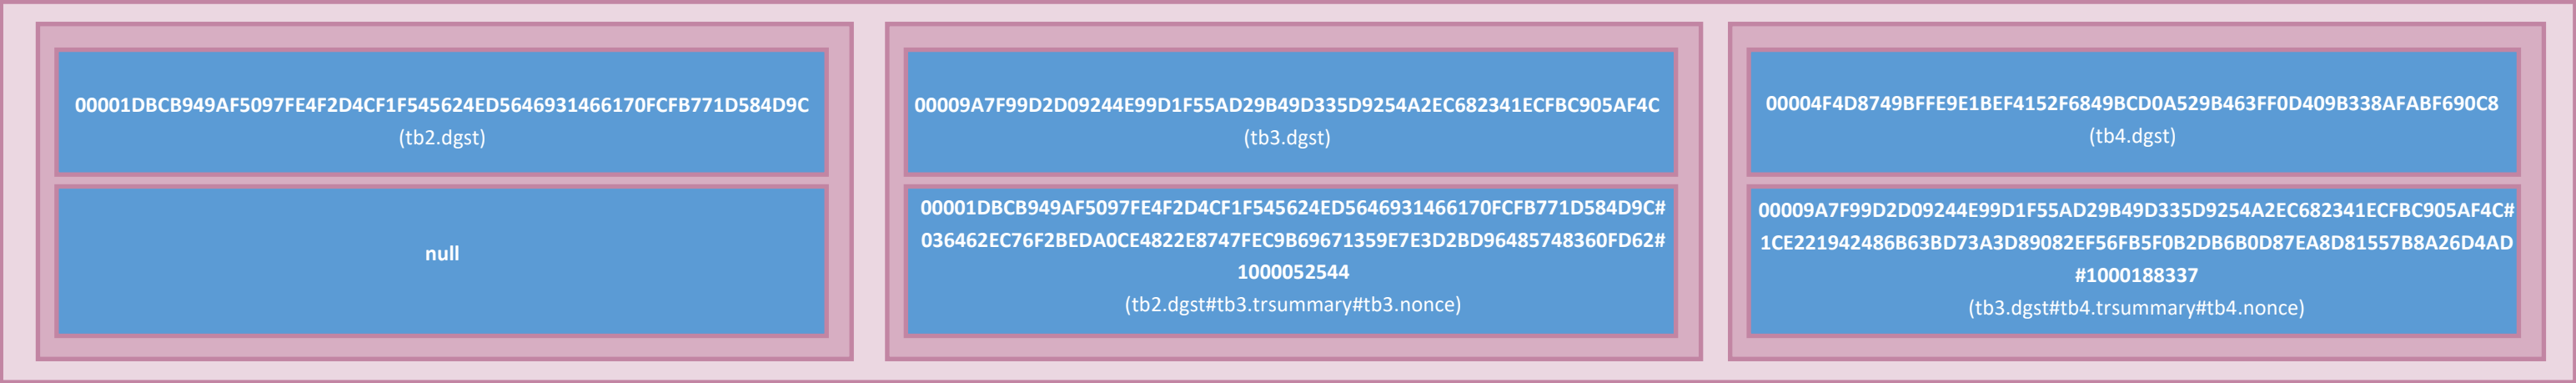 00001DBCB949AF5097FE4F2D4CF1F545624ED5646931466170FCFB771D584D9C
(tb2.dgst)
null
00009A7F99D2D09244E99D1F55AD29B49D335D9254A2EC682341ECFBC905AF4C
(tb3.dgst)
00001DBCB949AF5097FE4F2D4CF1F545624ED5646931466170FCFB771D584D9C#
036462EC76F2BEDA0CE4822E8747FEC9B69671359E7E3D2BD96485748360FD62#
1000052544
(tb2.dgst#tb3.trsummary#tb3.nonce)
00004F4D8749BFFE9E1BEF4152F6849BCD0A529B463FF0D409B338AFABF690C8
(tb4.dgst)
00009A7F99D2D09244E99D1F55AD29B49D335D9254A2EC682341ECFBC905AF4C#
1CE221942486B63BD73A3D89082EF56FB5F0B2DB6B0D87EA8D81557B8A26D4AD
#1000188337
(tb3.dgst#tb4.trsummary#tb4.nonce)